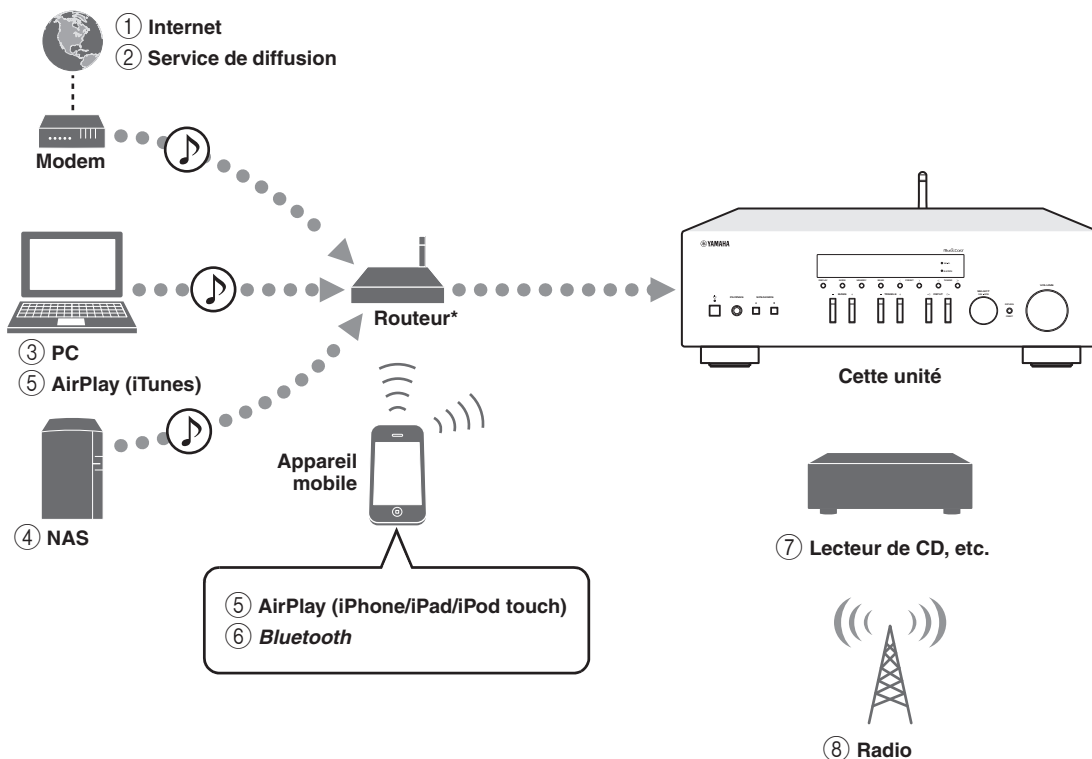 ① Internet
② Service de diffusion
Modem
YAMAHA
MusicCast
Routeur*
③ PC
⑤ AirPlay (iTunes)
Cette unité
Appareil
mobile
④ NAS
⑦ Lecteur de CD, etc.
⑤ AirPlay (iPhone/iPad/iPod touch)
⑥ Bluetooth
⑧ Radio